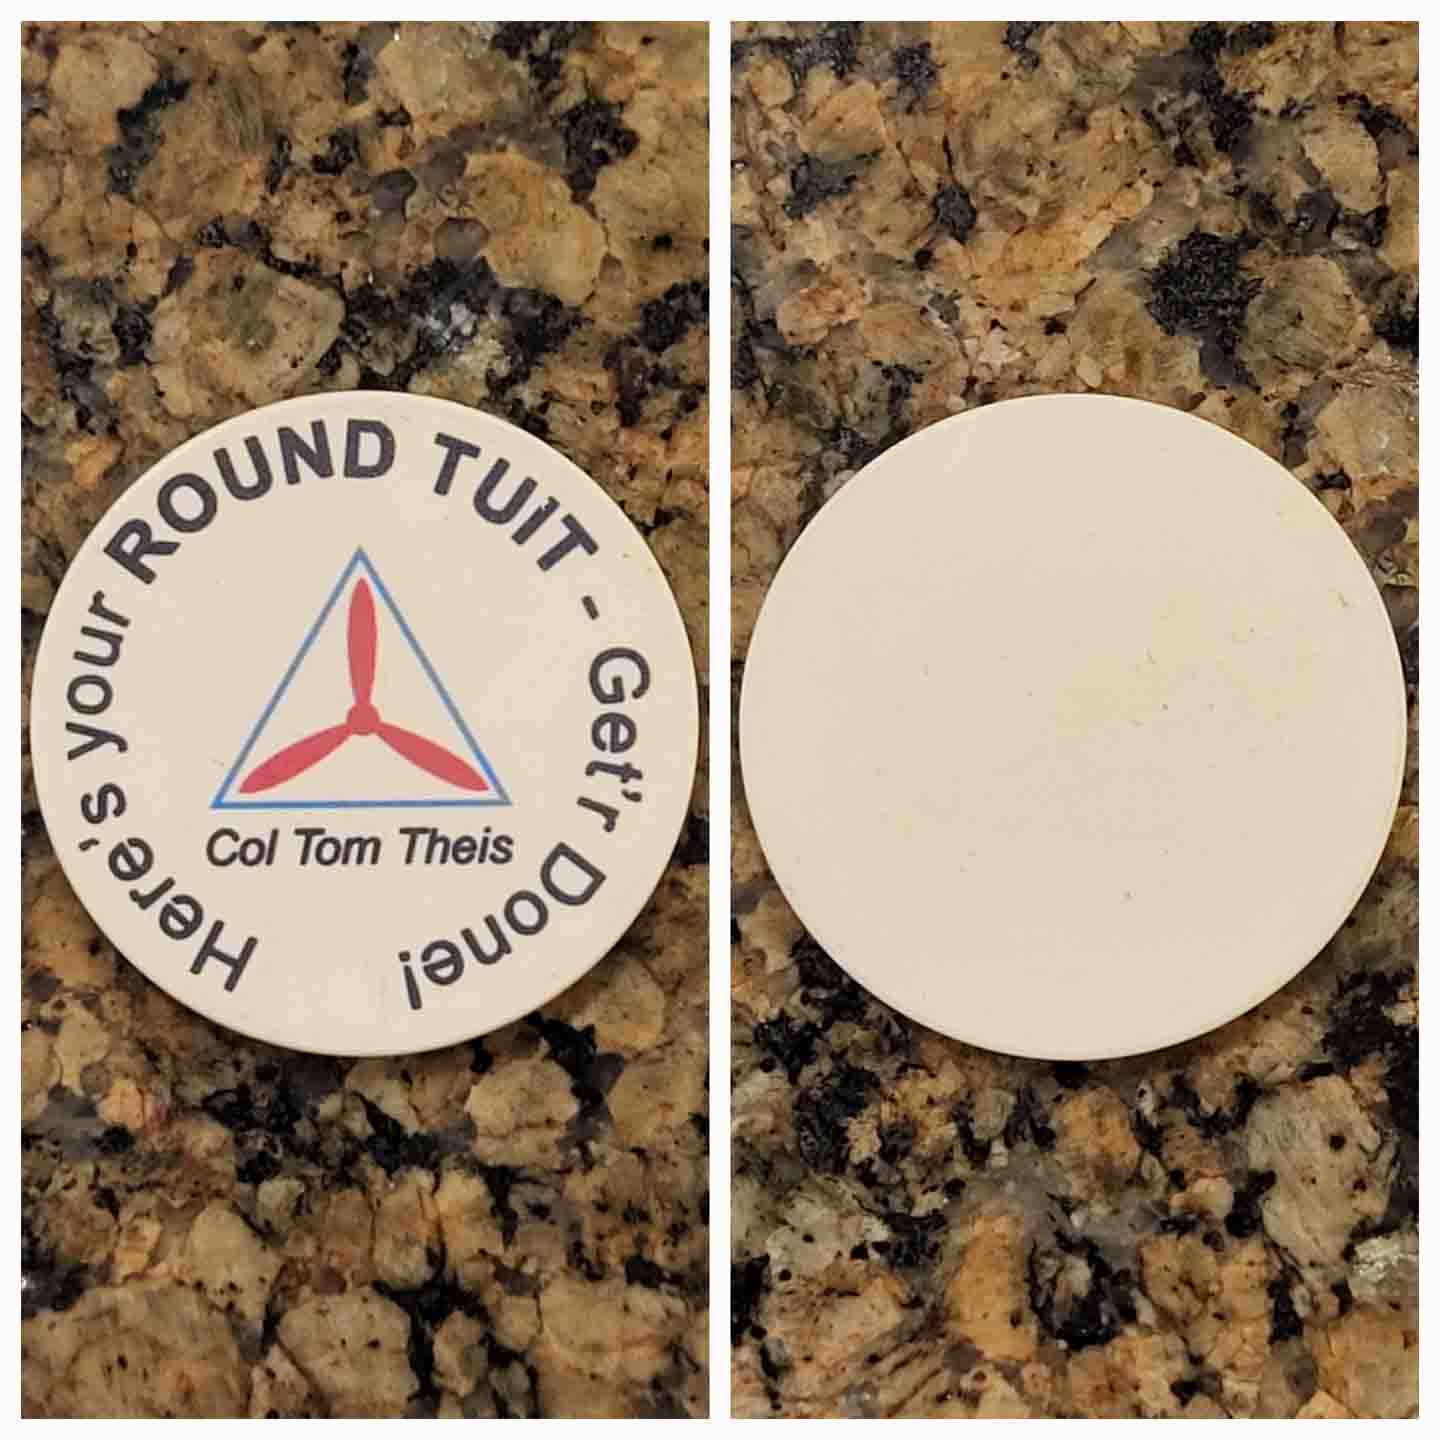 Here's your ROUND TUiT - Get'r Done!
Col Tom Theis